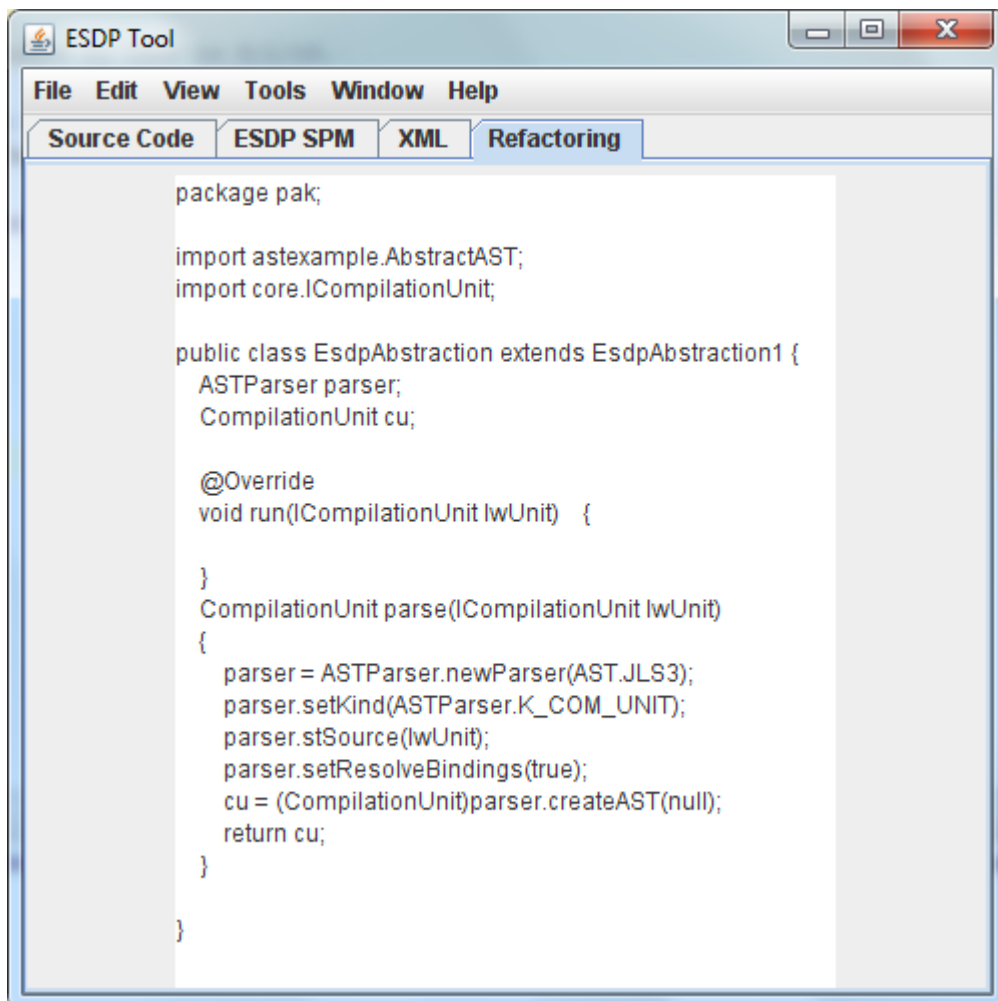 ESDP Tool
File Edit View Tools Window Help
Source Code ESDP SPM XML Refactoring
package pak;
import astexample.AbstractAST;
import core.ICompilationUnit;
public class EsdpAbstraction extends EsdpAbstraction1 {
ASTParser parser;
CompilationUnit cu;
@Override
void run(ICompilationUnit lwUnit) {
}
CompilationUnit parse(ICompilationUnit lwUnit)
{
parser = ASTParser.newParser(AST.JLS3);
parser.setKind(ASTParser.K_COM_UNIT);
parser.stSource(lwUnit);
parser.setResolveBindings(true);
cu = (CompilationUnit)parser.createAST(null);
return cu;
}
}